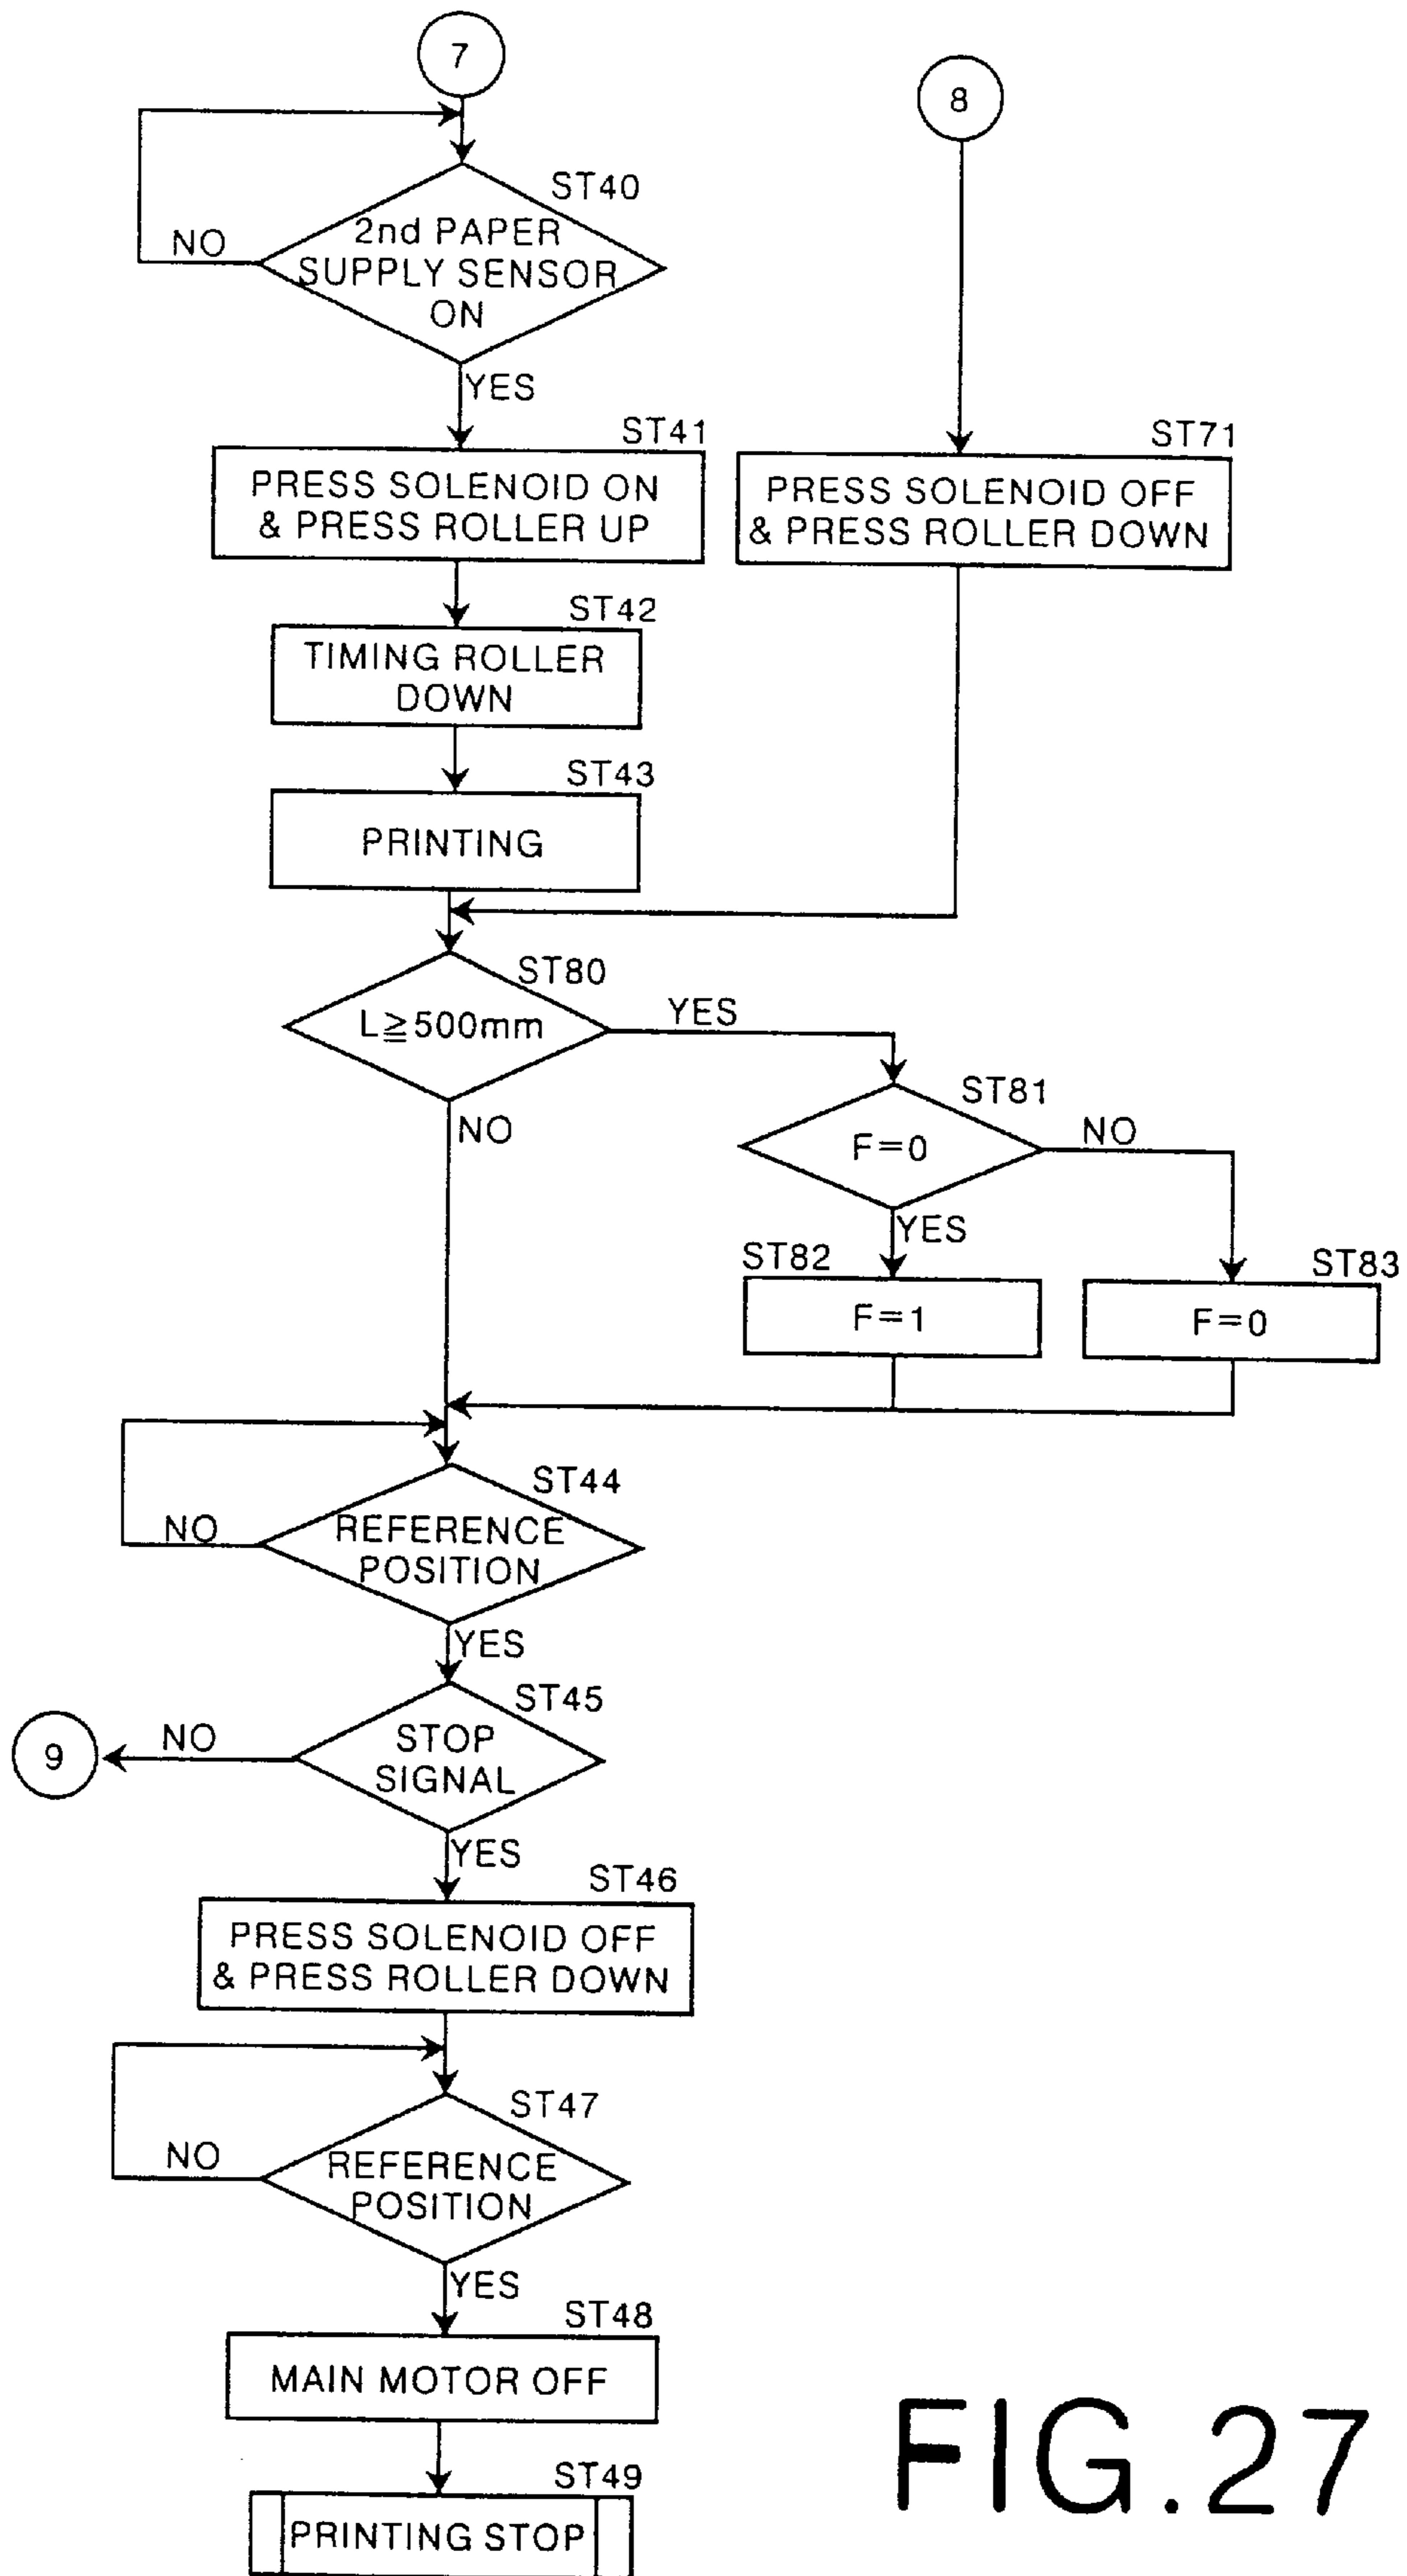 7
8
ST40
NO
2nd PAPER
SUPPLY SENSOR
ON
YES
ST41
PRESS SOLENOID ON
& PRESS ROLLER UP
ST71
PRESS SOLENOID OFF
& PRESS ROLLER DOWN
ST42
TIMING ROLLER
DOWN
ST43
PRINTING
ST80
L≧500mm
YES
NO
ST81
F=0
NO
YES
ST82
F=1
ST83
F=0
ST44
NO
REFERENCE
POSITION
YES
ST45
9
NO
STOP
SIGNAL
YES
ST46
PRESS SOLENOID OFF
& PRESS ROLLER DOWN
ST47
NO
REFERENCE
POSITION
YES
ST48
MAIN MOTOR OFF
ST49
PRINTING STOP
FIG.27